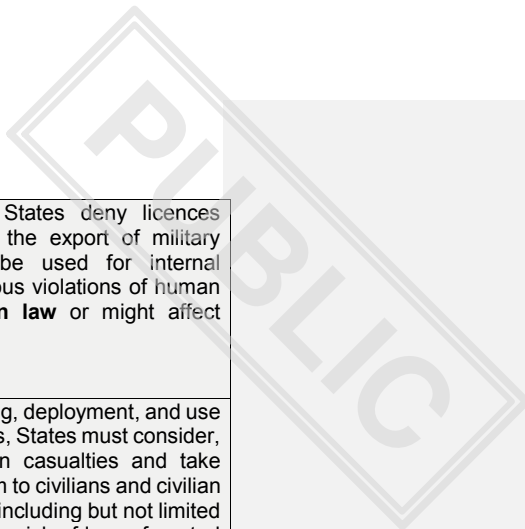 States deny licences
the export of military
be used for internal
ous violations of human
n law or might affect
g, deployment, and use
s, States must consider,
n casualties and take
m to civilians and civilian
including but not limited
PUBLIC